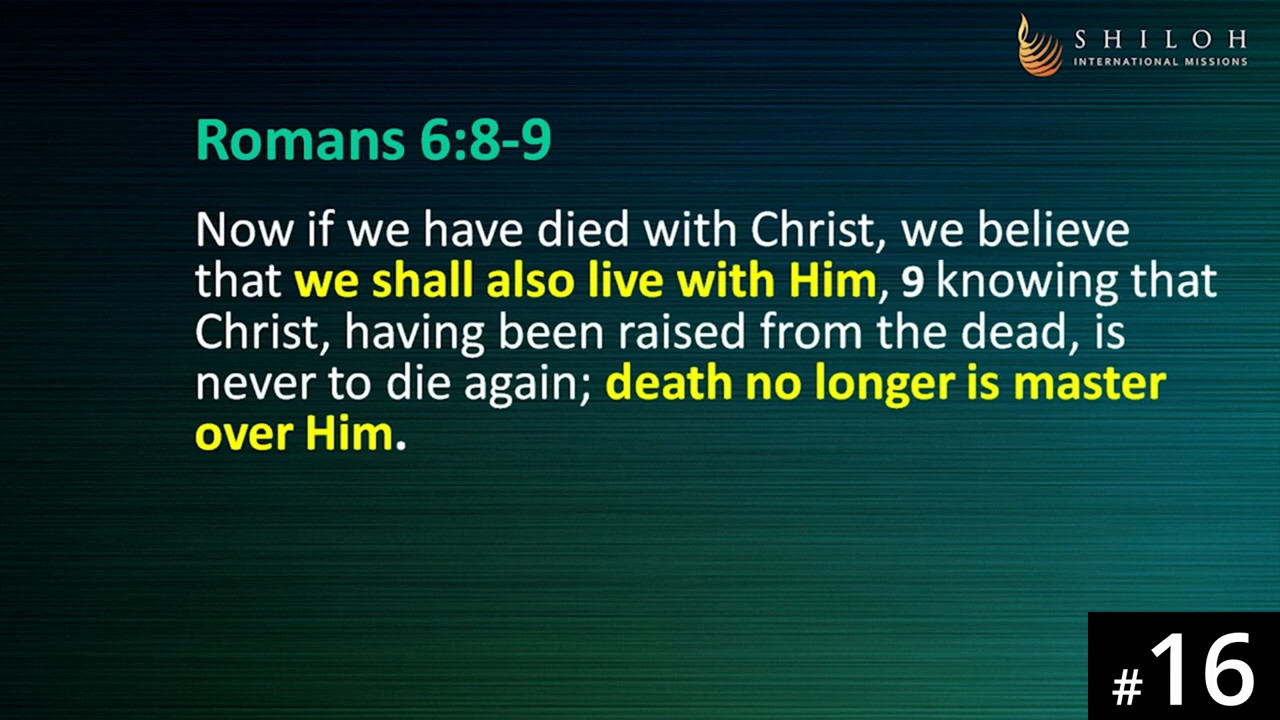 SHILOH
INTERNATIONAL MISSIONS
Romans 6:8-9
Now if we have died with Christ, we believe
that we shall also live with Him, 9 knowing that
Christ, having been raised from the dead, is
never to die again; death no longer is master
over Him.
#16